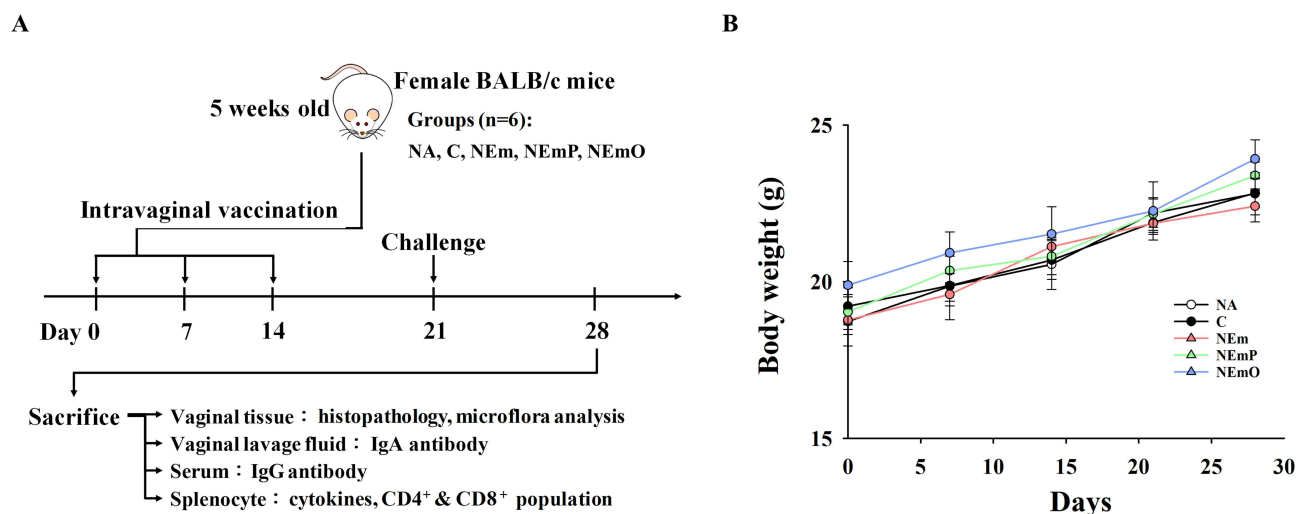 A
Female BALB/c mice
5 weeks old
Groups (n=6):
NA, C, NEm, NEmP, NEmO
Intravaginal vaccination
Challenge
Day 0 7 14 21 28
Sacrifice
Vaginal tissue：histopathology, microflora analysis
Vaginal lavage fluid：IgA antibody
Serum：IgG antibody
Splenocyte：cytokines, CD4⁺ & CD8⁺ population
B
25
20
15
Body weight (g)
NA
C
NEm
NEmP
NEmO
0 5 10 15 20 25 30
Days